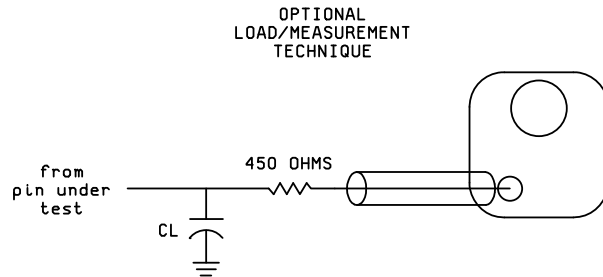 OPTIONAL
LOAD/MEASUREMENT
TECHNIQUE
450 OHMS
from
pin under
test
CL